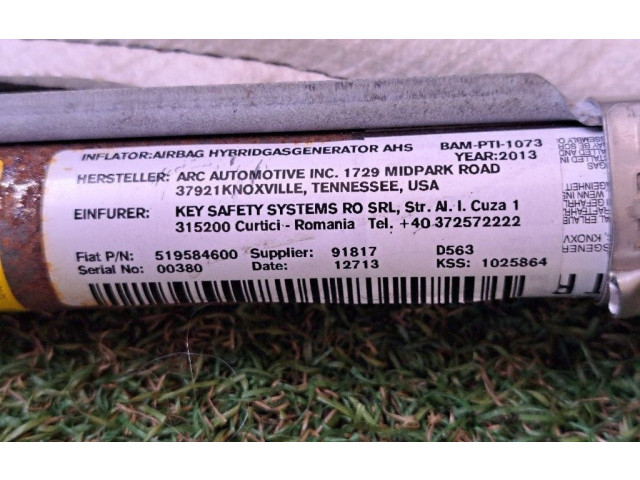 INFLATOR:AIRBAG HYBRIDGASGENERATOR AHS BAM-PTI-1073
YEAR:2013
HERSTELLER: ARC AUTOMOTIVE INC. 1729 MIDPARK ROAD
37921KNOXVILLE, TENNESSEE, USA
EINFURER: KEY SAFETY SYSTEMS RO SRL, Str. Al. I. Cuza 1
315200 Curtici - Romania Tel. +40 372572222
Fiat P/N: 519584600 Supplier: 91817 D563
Serial No: 00380 Date: 12713 KSS: 1025864